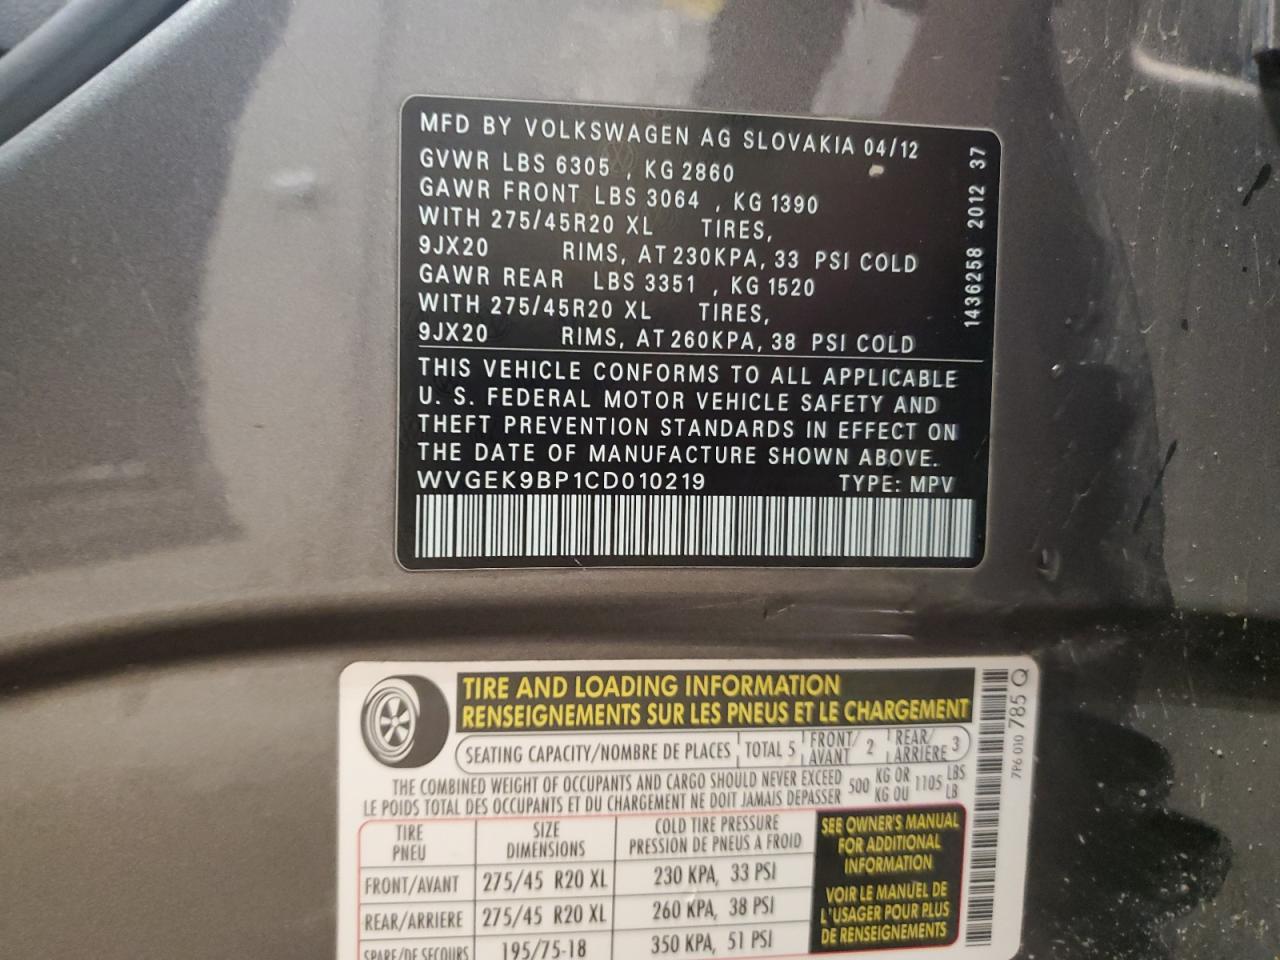 MFD BY VOLKSWAGEN AG SLOVAKIA 04/12
GVWR LBS 6305 , KG 2860
GAWR FRONT LBS 3064 , KG 1390
WITH 275/45R20 XL TIRES,
9JX20 RIMS, AT 230KPA, 33 PSI COLD
GAWR REAR LBS 3351 , KG 1520
WITH 275/45R20 XL TIRES,
9JX20 RIMS, AT 260KPA, 38 PSI COLD
1436258 2012 37
THIS VEHICLE CONFORMS TO ALL APPLICABLE
U. S. FEDERAL MOTOR VEHICLE SAFETY AND
THEFT PREVENTION STANDARDS IN EFFECT ON
THE DATE OF MANUFACTURE SHOWN ABOVE.
WVGEK9BP1CD010219 TYPE: MPV
TIRE AND LOADING INFORMATION
RENSEIGNEMENTS SUR LES PNEUS ET LE CHARGEMENT
SEATING CAPACITY/NOMBRE DE PLACES TOTAL 5 FRONT/AVANT 2 REAR/ARRIÈRE 3
THE COMBINED WEIGHT OF OCCUPANTS AND CARGO SHOULD NEVER EXCEED 500 KG OR 1105 LBS
LE POIDS TOTAL DES OCCUPANTS ET DU CHARGEMENT NE DOIT JAMAIS DEPASSER KG OU LB
TIRE SIZE COLD TIRE PRESSURE
PNEU DIMENSIONS PRESSION DE PNEUS A FROID
FRONT/AVANT 275/45 R20 XL 230 KPA, 33 PSI
REAR/ARRIERE 275/45 R20 XL 260 KPA, 38 PSI
SPARE/DE SECOURS 195/75-18 350 KPA, 51 PSI
SEE OWNER'S MANUAL
FOR ADDITIONAL
INFORMATION
VOIR LE MANUEL DE
L'USAGER POUR PLUS
DE RENSEIGNEMENTS
7P6 010 785 Q